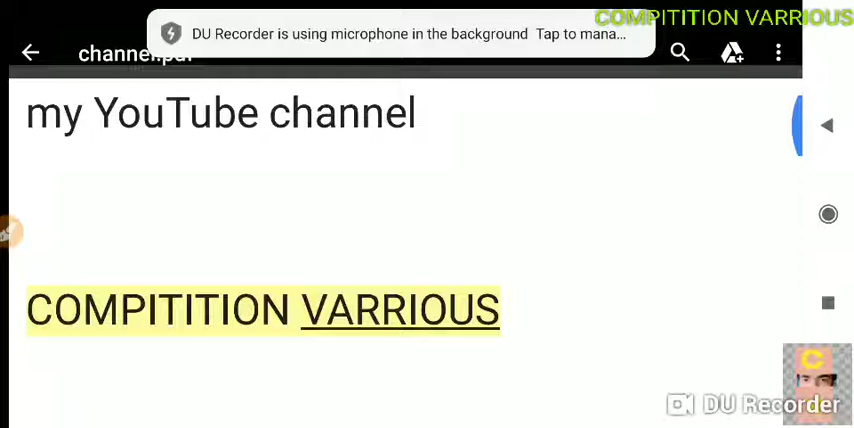 COMPITITION VARRIOUS
DU Recorder is using microphone in the background Tap to mana...
channel.pdf
my YouTube channel
COMPITITION VARRIOUS
C
DU Recorder